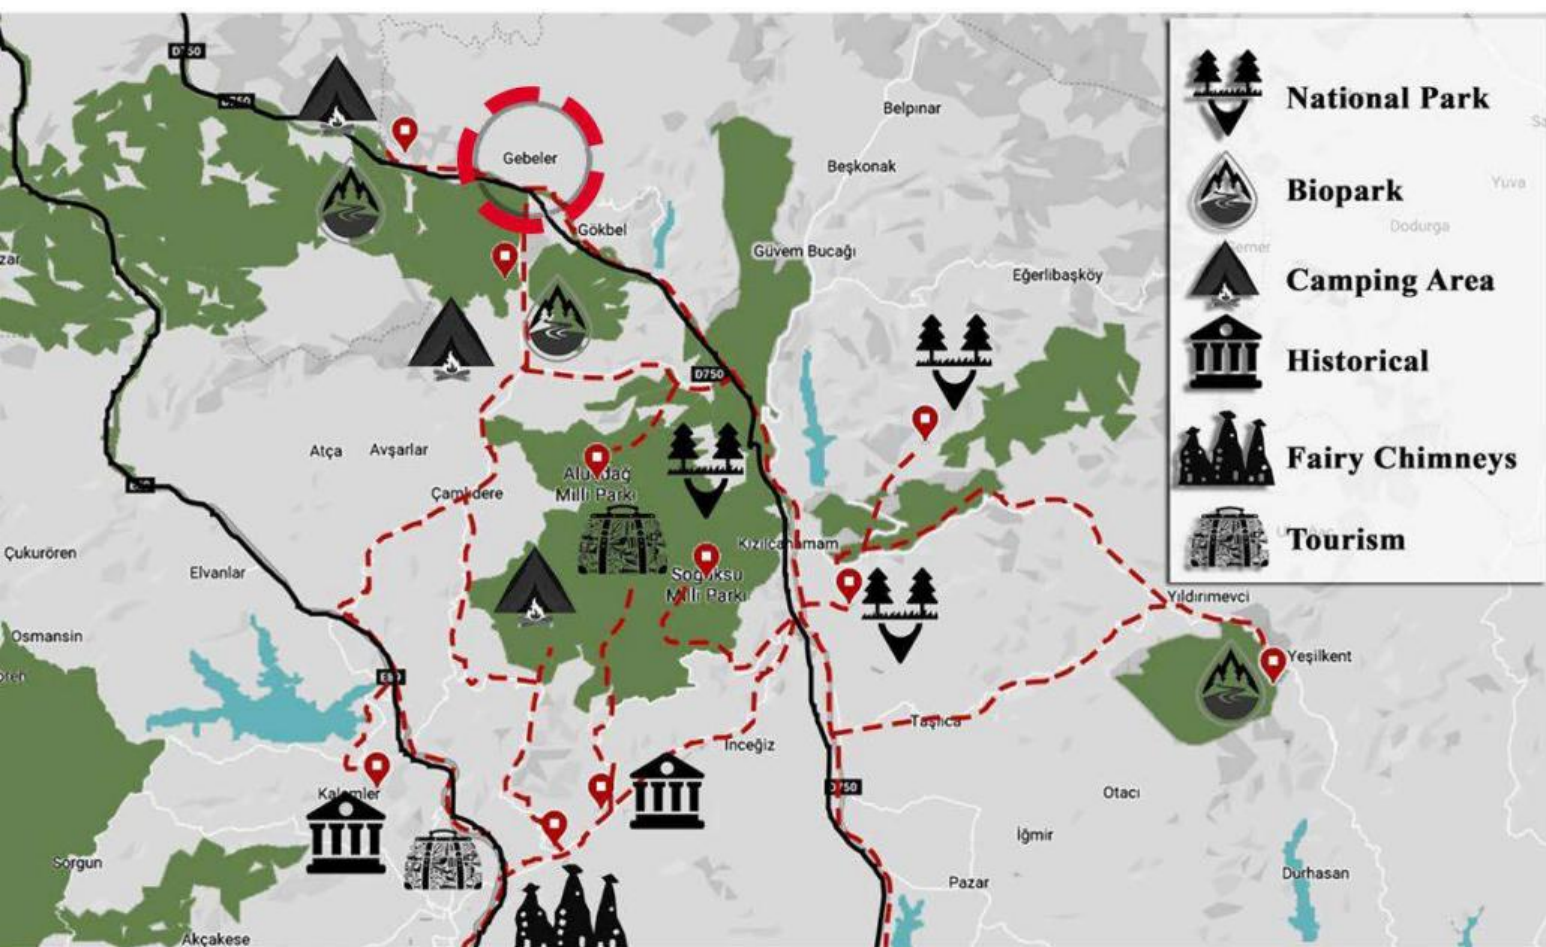 D750
D750
Gebeler
Belpınar
Beşkonak
Gökbel
Güvem Bucağı
Eğerlibaşköy
D750
Atça
Avşarlar
Çamlıdere
Milli Parkı
Kızılcahamam
Çukurören
Elvanlar
Soğuksu
Milli Parkı
Yıldırımevci
Osmansin
Yeşilkent
E89
Taşlıca
İnceğiz
D750
Kalemler
Otacı
İğmir
Sorgun
Pazar
Durhasan
Akçakese
National Park
Biopark
Yuva
Dodurga
Camping Area
Historical
Fairy Chimneys
Tourism